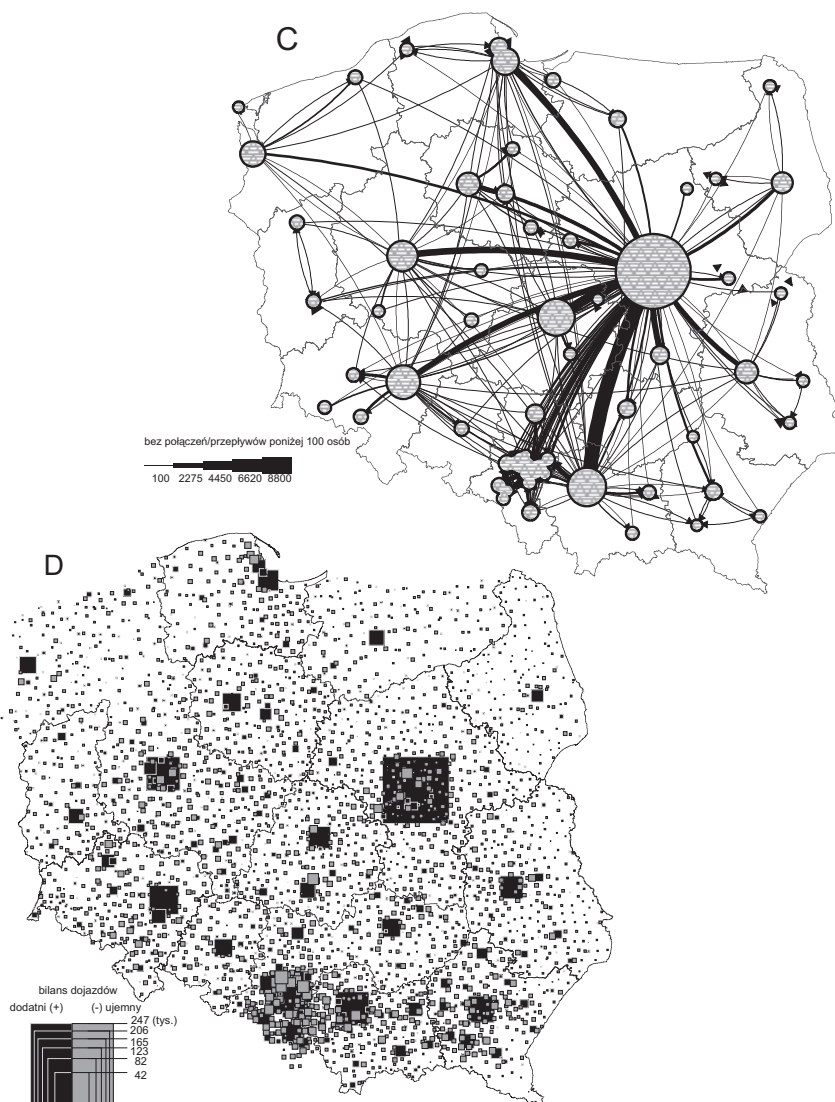 C
bez połączeń/przepływów poniżej 100 osób
100 2275 4450 6620 8800
D
bilans dojazdów
dodatni (+) (-) ujemny
247 (tys.)
206
165
123
82
42